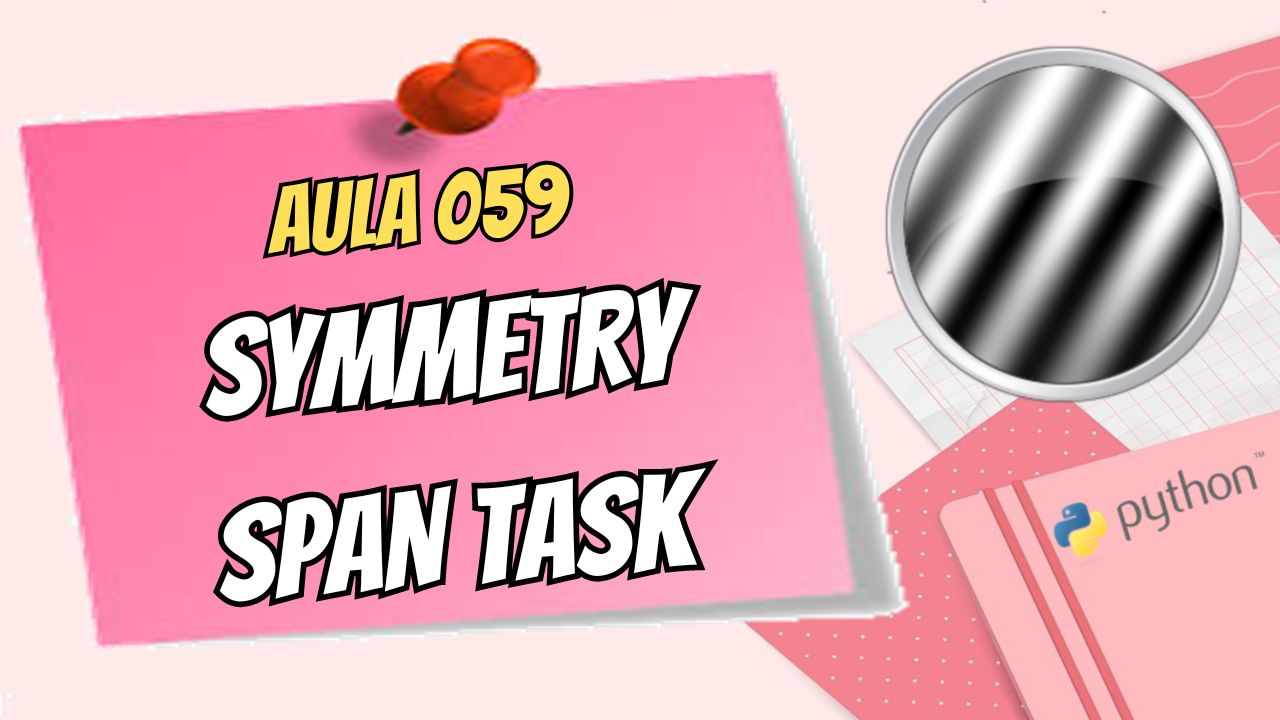 AULA 059
SYMMETRY
SPAN TASK
python™